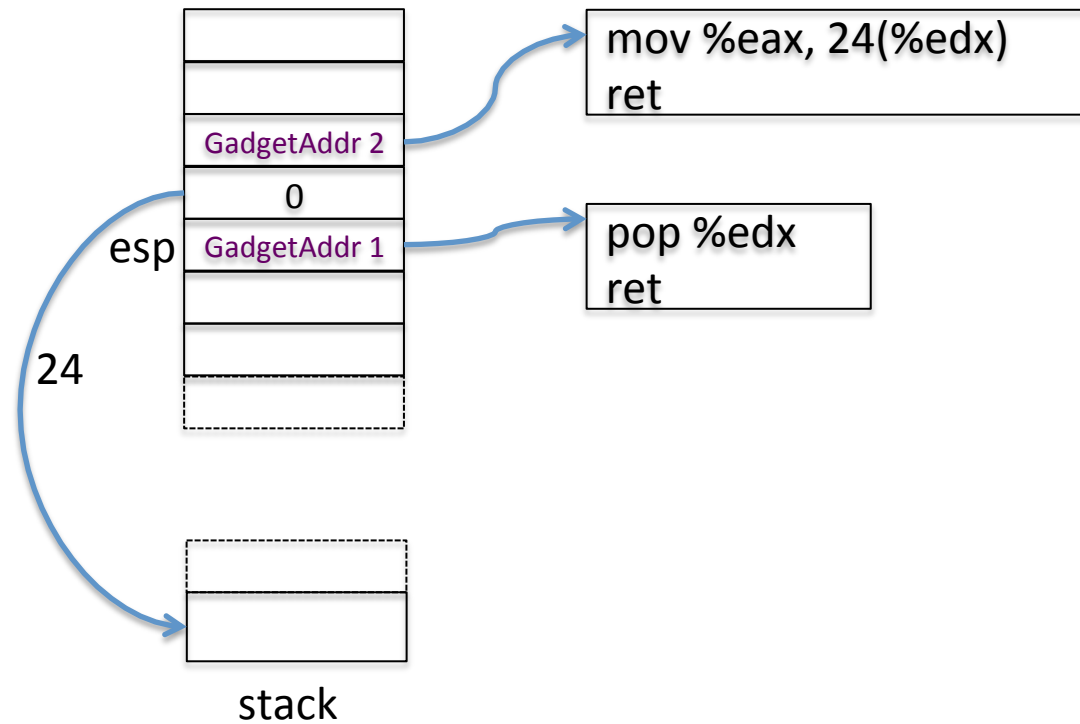 mov %eax, 24(%edx)
ret
GadgetAddr 2
0
esp
GadgetAddr 1
pop %edx
ret
24
stack